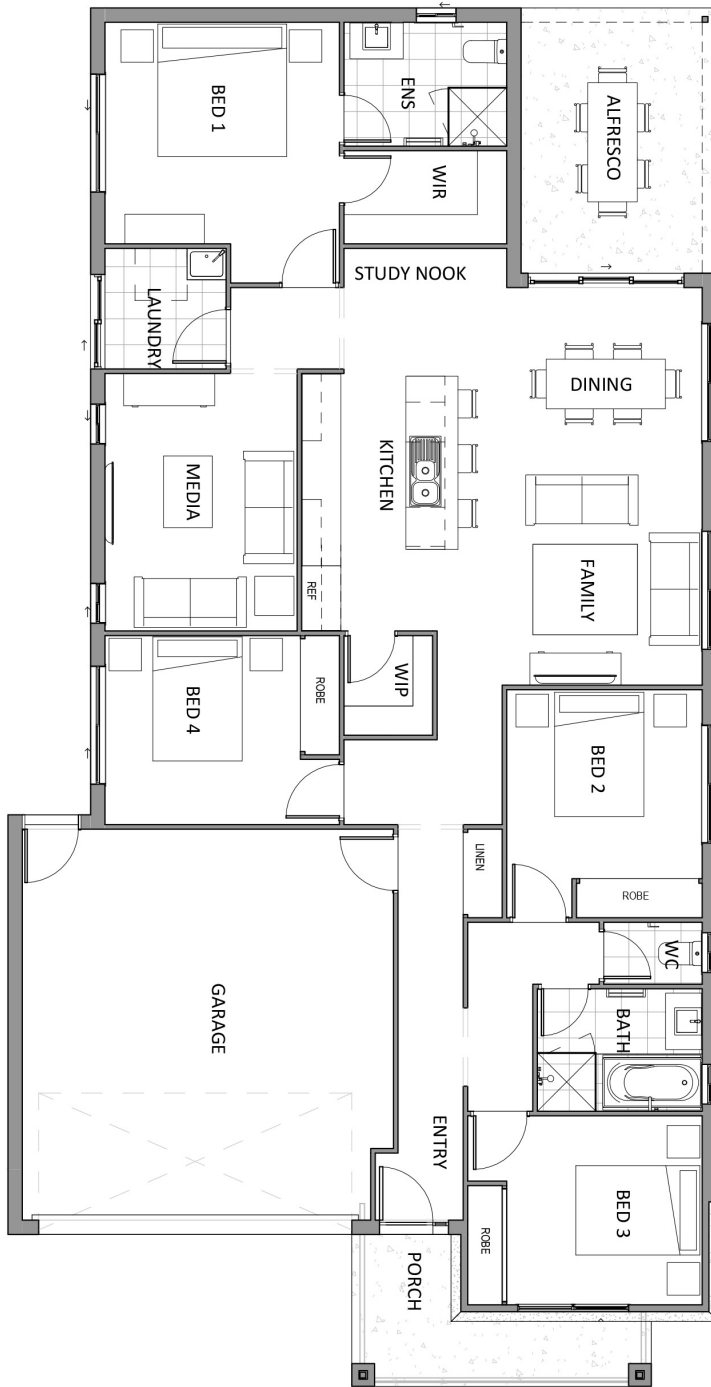 BED 1
ENS
ALFRESCO
WIR
STUDY NOOK
LAUNDRY
DINING
KITCHEN
MEDIA
FAMILY
REF
WIP
BED 4
ROBE
BED 2
LINEN
ROBE
WC
GARAGE
BATH
ENTRY
BED 3
ROBE
PORCH